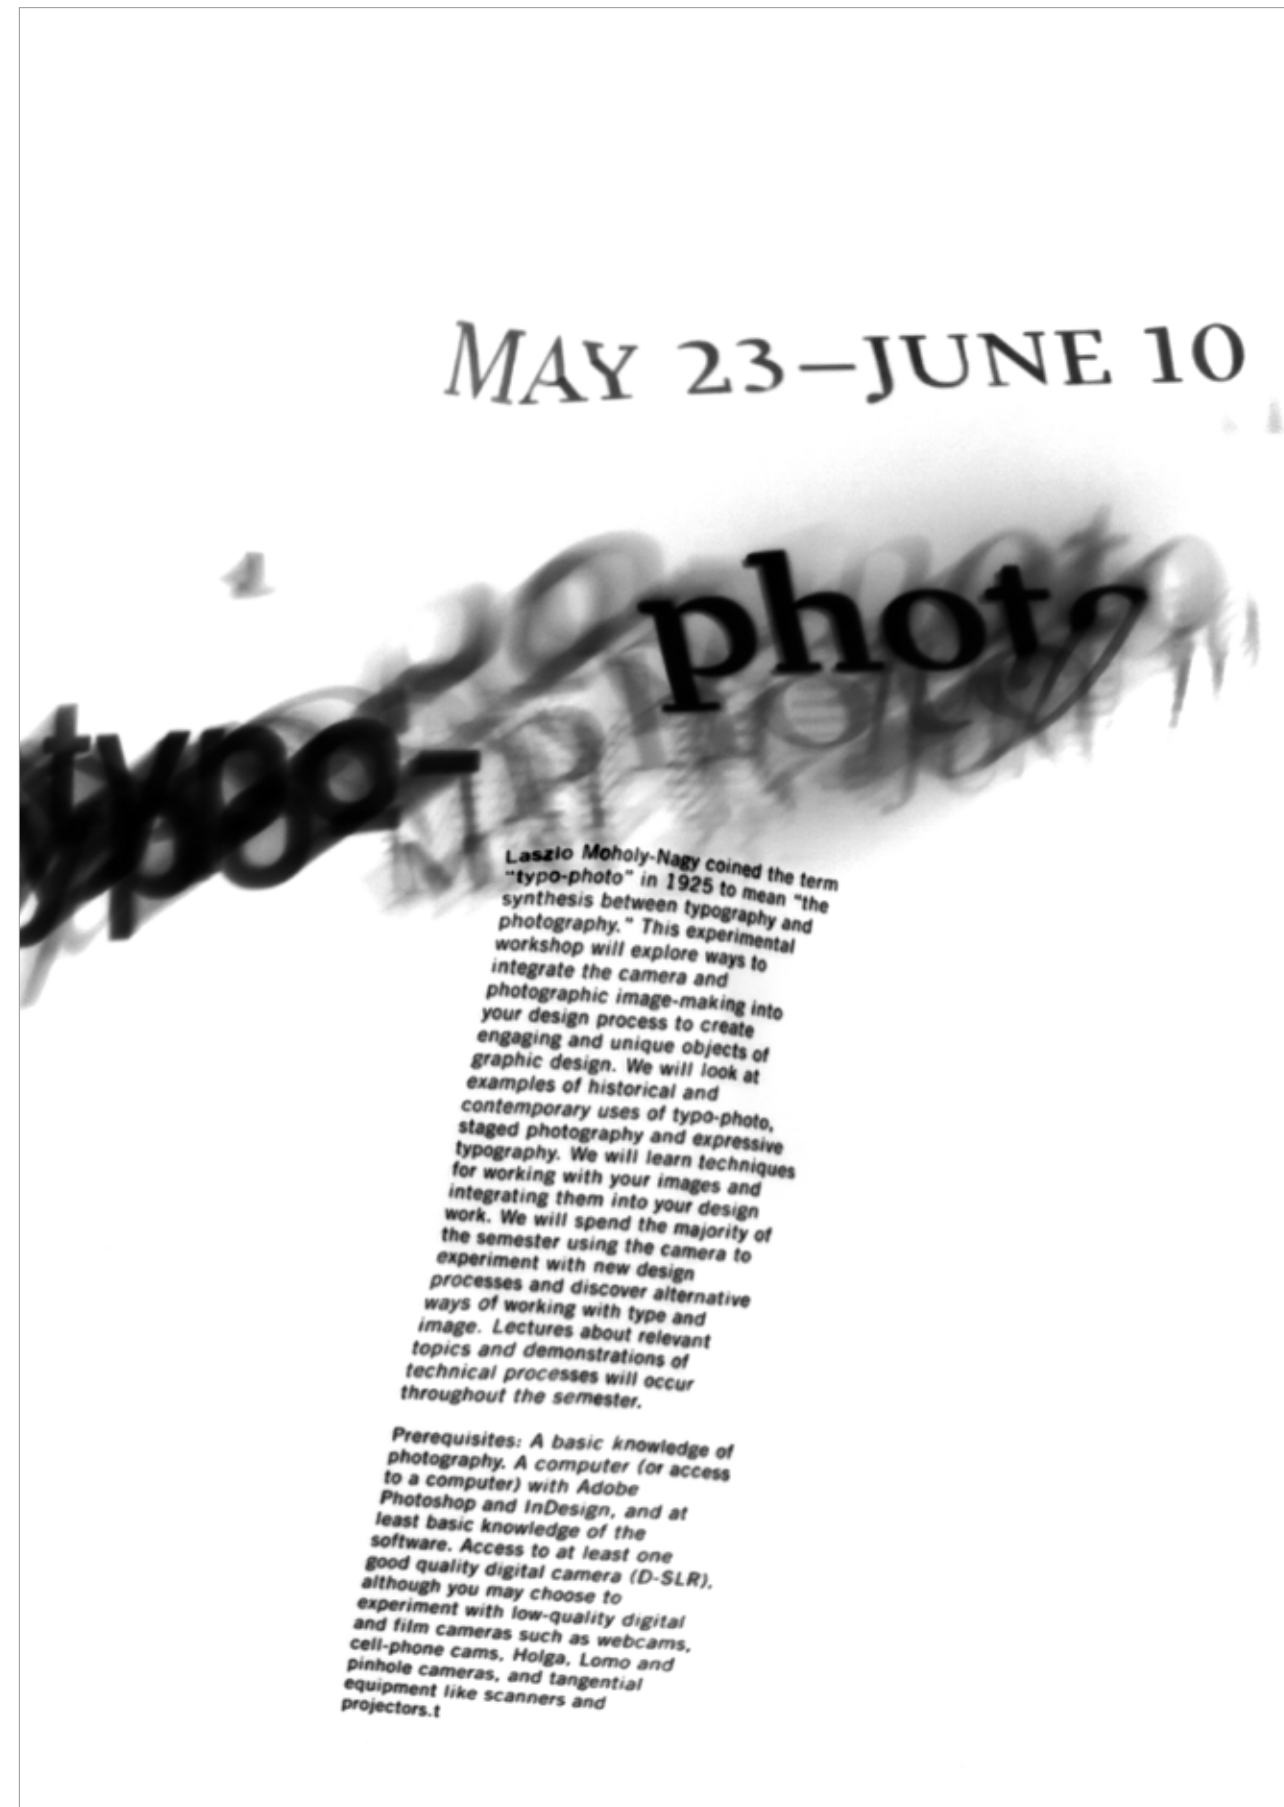 MAY 23–JUNE 10
photo
typo-
Laszlo Moholy-Nagy coined the term
"typo-photo" in 1925 to mean "the
synthesis between typography and
photography." This experimental
workshop will explore ways to
integrate the camera and
photographic image-making into
your design process to create
engaging and unique objects of
graphic design. We will look at
examples of historical and
contemporary uses of typo-photo,
staged photography and expressive
typography. We will learn techniques
for working with your images and
integrating them into your design
work. We will spend the majority of
the semester using the camera to
experiment with new design
processes and discover alternative
ways of working with type and
image. Lectures about relevant
topics and demonstrations of
technical processes will occur
throughout the semester.
Prerequisites: A basic knowledge of
photography. A computer (or access
to a computer) with Adobe
Photoshop and InDesign, and at
least basic knowledge of the
software. Access to at least one
good quality digital camera (D-SLR),
although you may choose to
experiment with low-quality digital
and film cameras such as webcams,
cell-phone cams, Holga, Lomo and
pinhole cameras, and tangential
equipment like scanners and
projectors.t